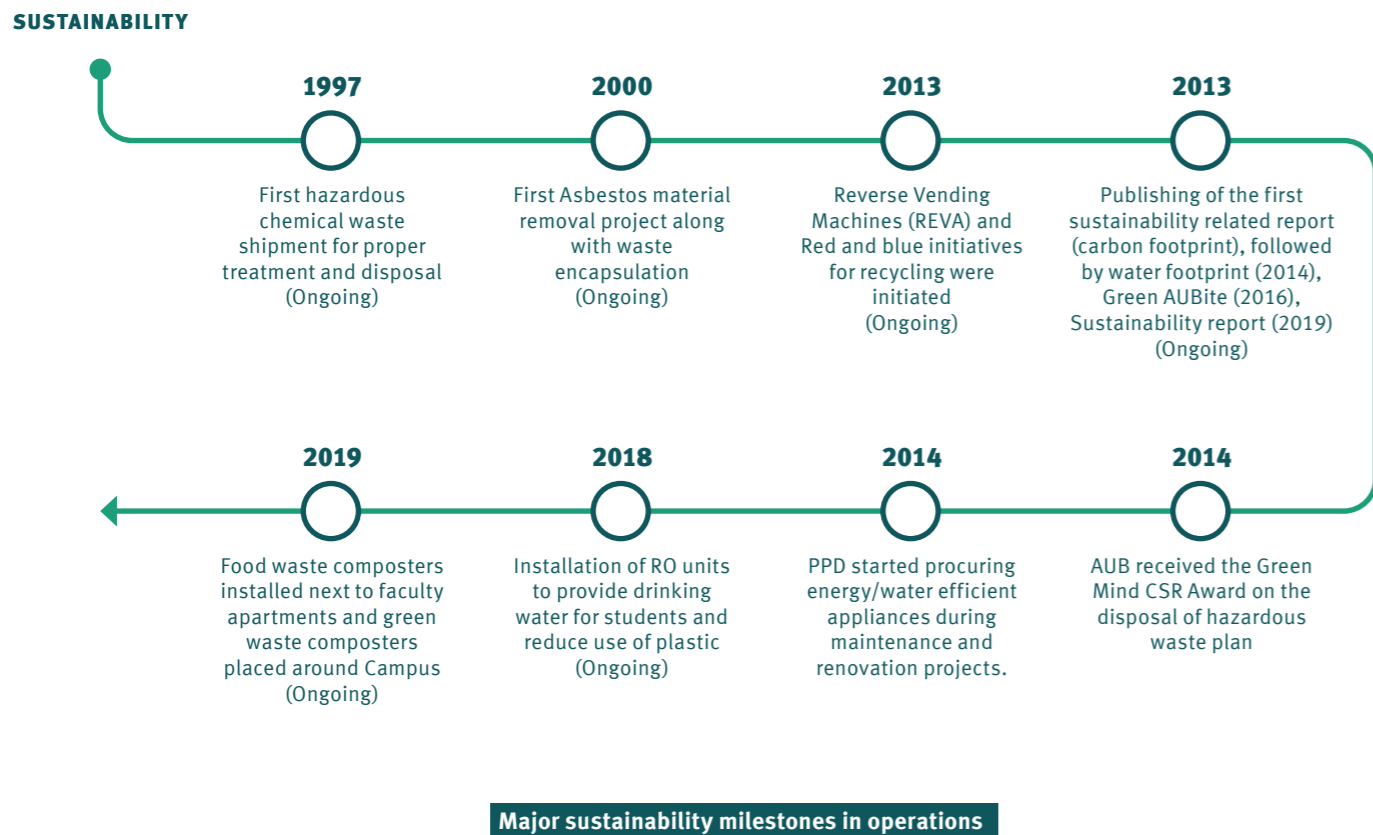 SUSTAINABILITY
1997
First hazardous
chemical waste
shipment for proper
treatment and disposal
(Ongoing)
2000
First Asbestos material
removal project along
with waste
encapsulation
(Ongoing)
2013
Reverse Vending
Machines (REVA) and
Red and blue initiatives
for recycling were
initiated
(Ongoing)
2013
Publishing of the first
sustainability related report
(carbon footprint), followed
by water footprint (2014),
Green AUBite (2016),
Sustainability report (2019)
(Ongoing)
2014
AUB received the Green
Mind CSR Award on the
disposal of hazardous
waste plan
2014
PPD started procuring
energy/water efficient
appliances during
maintenance and
renovation projects.
2018
Installation of RO units
to provide drinking
water for students and
reduce use of plastic
(Ongoing)
2019
Food waste composters
installed next to faculty
apartments and green
waste composters
placed around Campus
(Ongoing)
Major sustainability milestones in operations